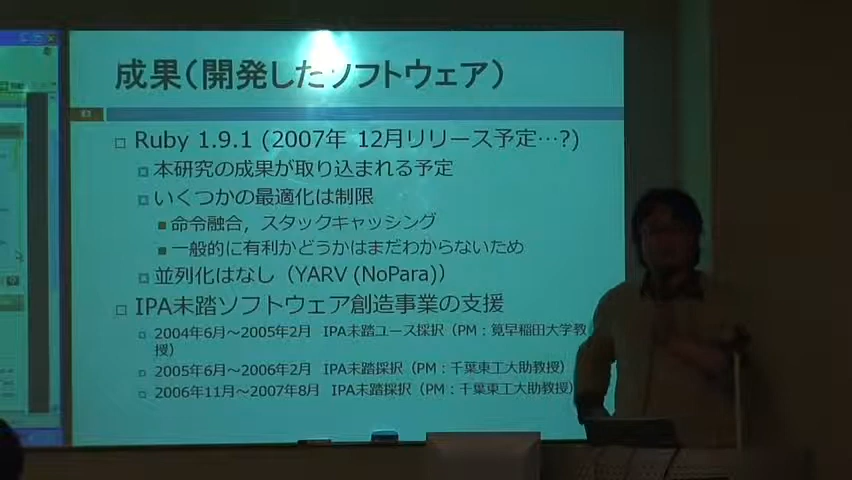 成果(開発したソフトウェア)
83
Ruby 1.9.1 (2007年 12月リリース予定…?)
本研究の成果が取り込まれる予定
いくつかの最適化は制限
命令融合，スタックキャッシング
一般的に有利かどうかはまだわからないため
並列化はなし（YARV (NoPara)）
IPA未踏ソフトウェア創造事業の支援
2004年6月～2005年2月 IPA未踏ユース採択（PM：筧早稲田大学教
授）
2005年6月～2006年2月 IPA未踏採択（PM：千葉東工大助教授）
2006年11月～2007年8月 IPA未踏採択（PM：千葉東工大助教授）